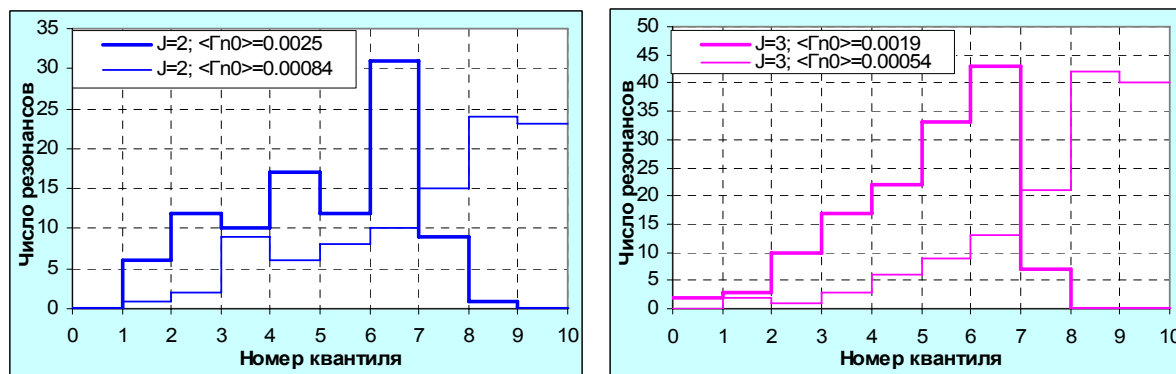 35
30
25
20
15
10
5
0
Число резонансов
J=2; <Гn0>=0.0025
J=2; <Гn0>=0.00084
0 1 2 3 4 5 6 7 8 9 10
Номер квантиля
50
45
40
35
30
25
20
15
10
5
0
Число резонансов
J=3; <Гn0>=0.0019
J=3; <Гn0>=0.00054
0 1 2 3 4 5 6 7 8 9 10
Номер квантиля